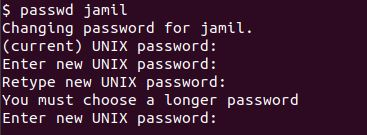 $ passwd jamil
Changing password for jamil.
(current) UNIX password:
Enter new UNIX password:
Retype new UNIX password:
You must choose a longer password
Enter new UNIX password: